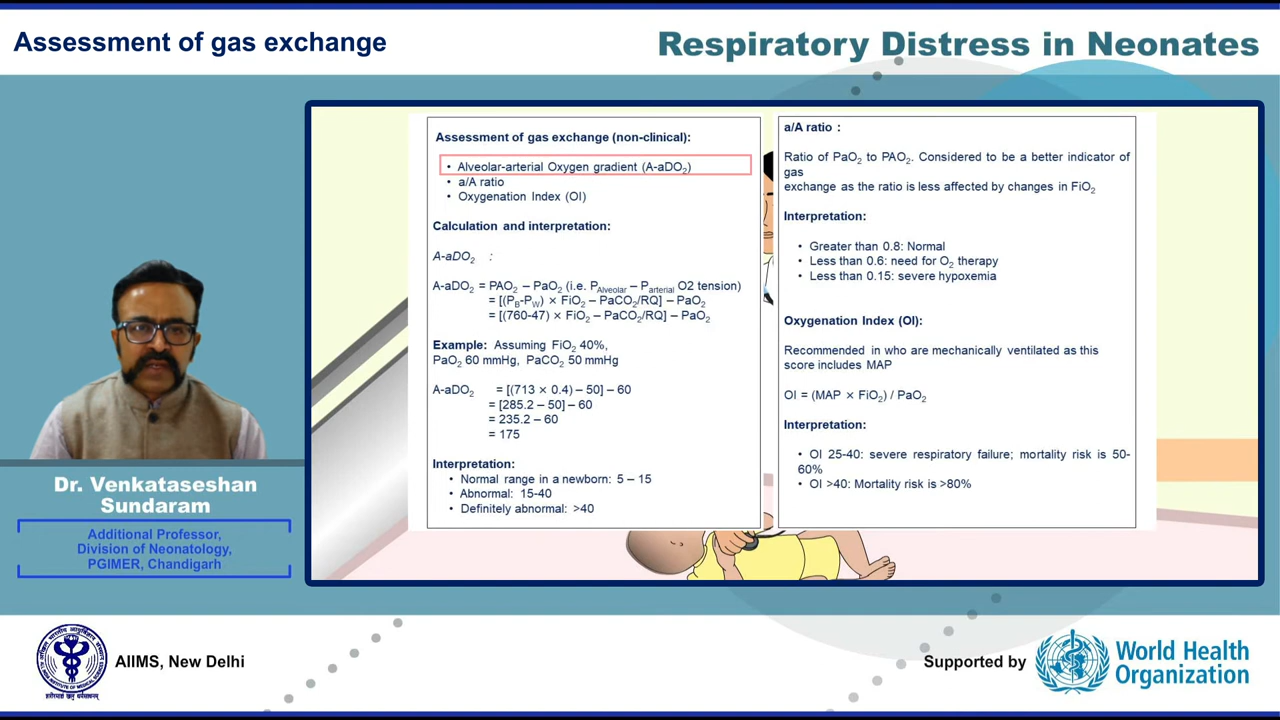 Assessment of gas exchange
Respiratory Distress in Neonates
Assessment of gas exchange (non-clinical):
• Alveolar-arterial Oxygen gradient (A-aDO₂)
• a/A ratio
• Oxygenation Index (OI)
Calculation and interpretation:
A-aDO₂ :
A-aDO₂ = PAO₂ – PaO₂ (i.e. PAlveolar – Parterial O2 tension)
= [(PB-PW) × FiO₂ – PaCO₂/RQ] – PaO₂
= [(760-47) × FiO₂ – PaCO₂/RQ] – PaO₂
Example: Assuming FiO₂ 40%,
PaO₂ 60 mmHg, PaCO₂ 50 mmHg
A-aDO₂ = [(713 × 0.4) – 50] – 60
= [285.2 – 50] – 60
= 235.2 – 60
= 175
Interpretation:
• Normal range in a newborn: 5 – 15
• Abnormal: 15-40
• Definitely abnormal: >40
a/A ratio :
Ratio of PaO₂ to PAO₂. Considered to be a better indicator of
gas
exchange as the ratio is less affected by changes in FiO₂
Interpretation:
• Greater than 0.8: Normal
• Less than 0.6: need for O₂ therapy
• Less than 0.15: severe hypoxemia
Oxygenation Index (OI):
Recommended in who are mechanically ventilated as this
score includes MAP
OI = (MAP × FiO₂) / PaO₂
Interpretation:
• OI 25-40: severe respiratory failure; mortality risk is 50-
60%
• OI >40: Mortality risk is >80%
Dr. Venkataseshan
Sundaram
Additional Professor,
Division of Neonatology,
PGIMER, Chandigarh
AIIMS, New Delhi
Supported by
World Health
Organization